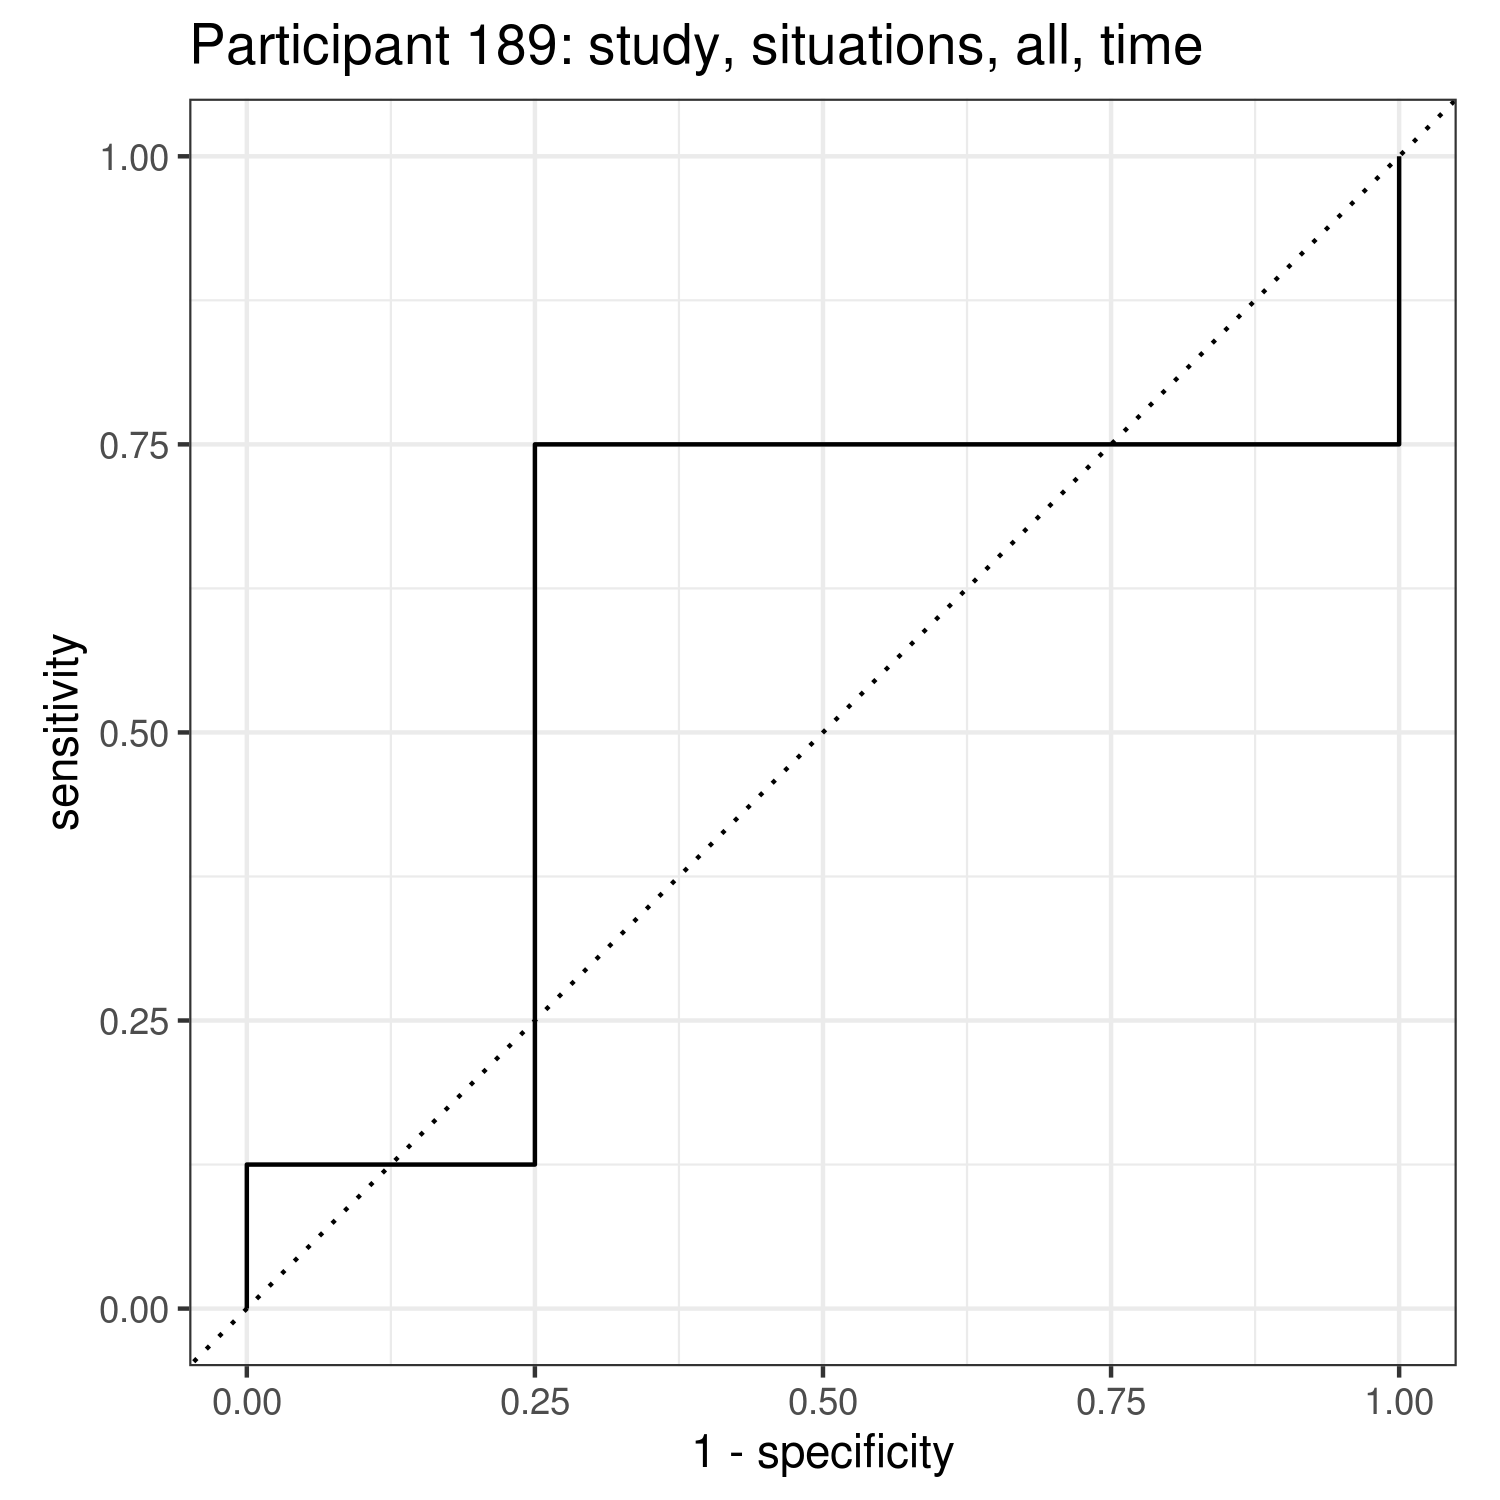 Participant 189: study, situations, all, time
1.00
0.75
0.50
0.25
0.00
sensitivity
0.00 0.25 0.50 0.75 1.00
1 - specificity